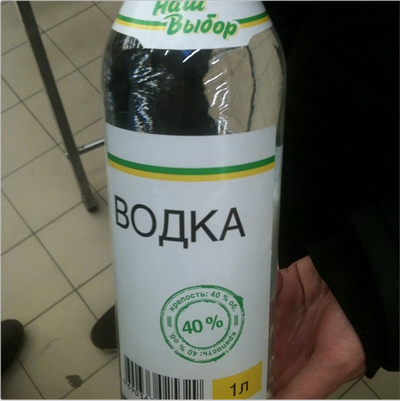 Наш
Выбор
ВОДКА
крепость: 40 % об.
40 %
крепость: 40 % об.
1л